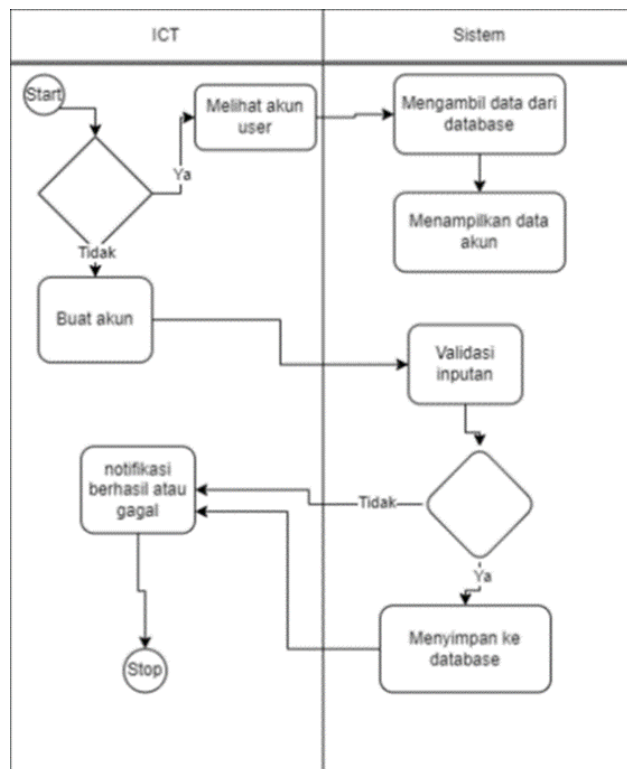 ICT
Sistem
Start
Melihat akun
user
Mengambil data dari
database
Ya
Menampilkan data
akun
Tidak
Buat akun
Validasi
inputan
notifikasi
berhasil atau
gagal
Tidak
Ya
Menyimpan ke
database
Stop